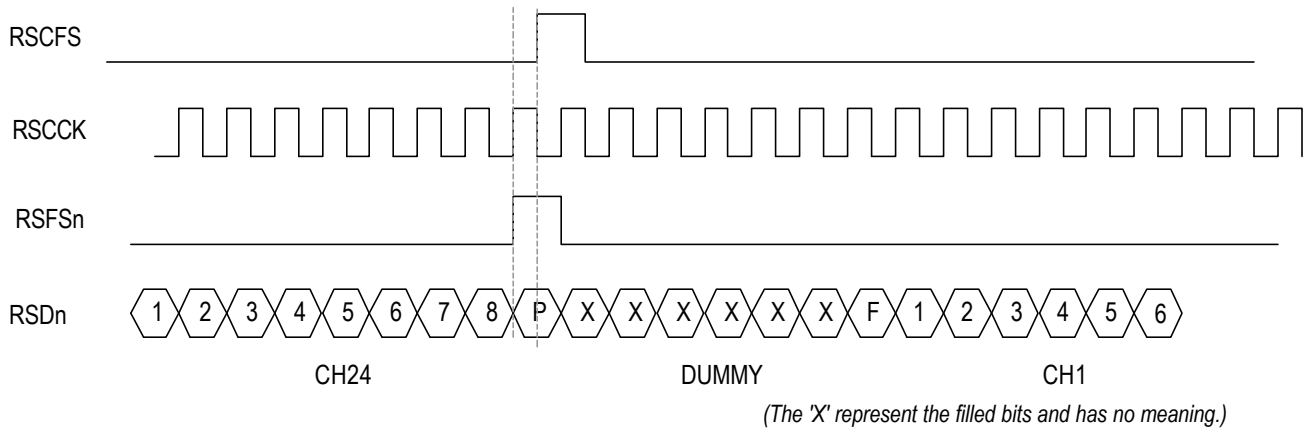 RSCFS
RSCCK
RSFSn
RSDn 1 2 3 4 5 6 7 8 P X X X X X X F 1 2 3 4 5 6
CH24 DUMMY CH1
(The 'X' represent the filled bits and has no meaning.)